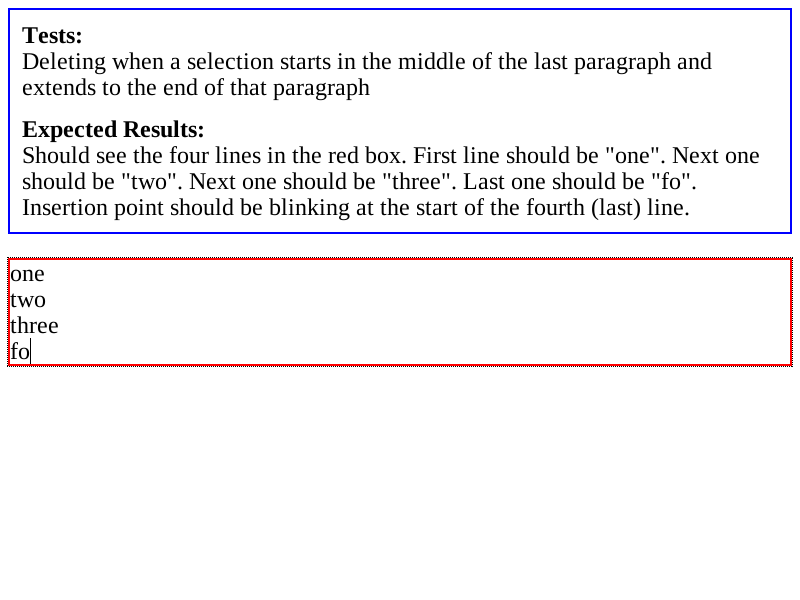 Tests:
Deleting when a selection starts in the middle of the last paragraph and
extends to the end of that paragraph
Expected Results:
Should see the four lines in the red box. First line should be "one". Next one
should be "two". Next one should be "three". Last one should be "fo".
Insertion point should be blinking at the start of the fourth (last) line.
one
two
three
fo